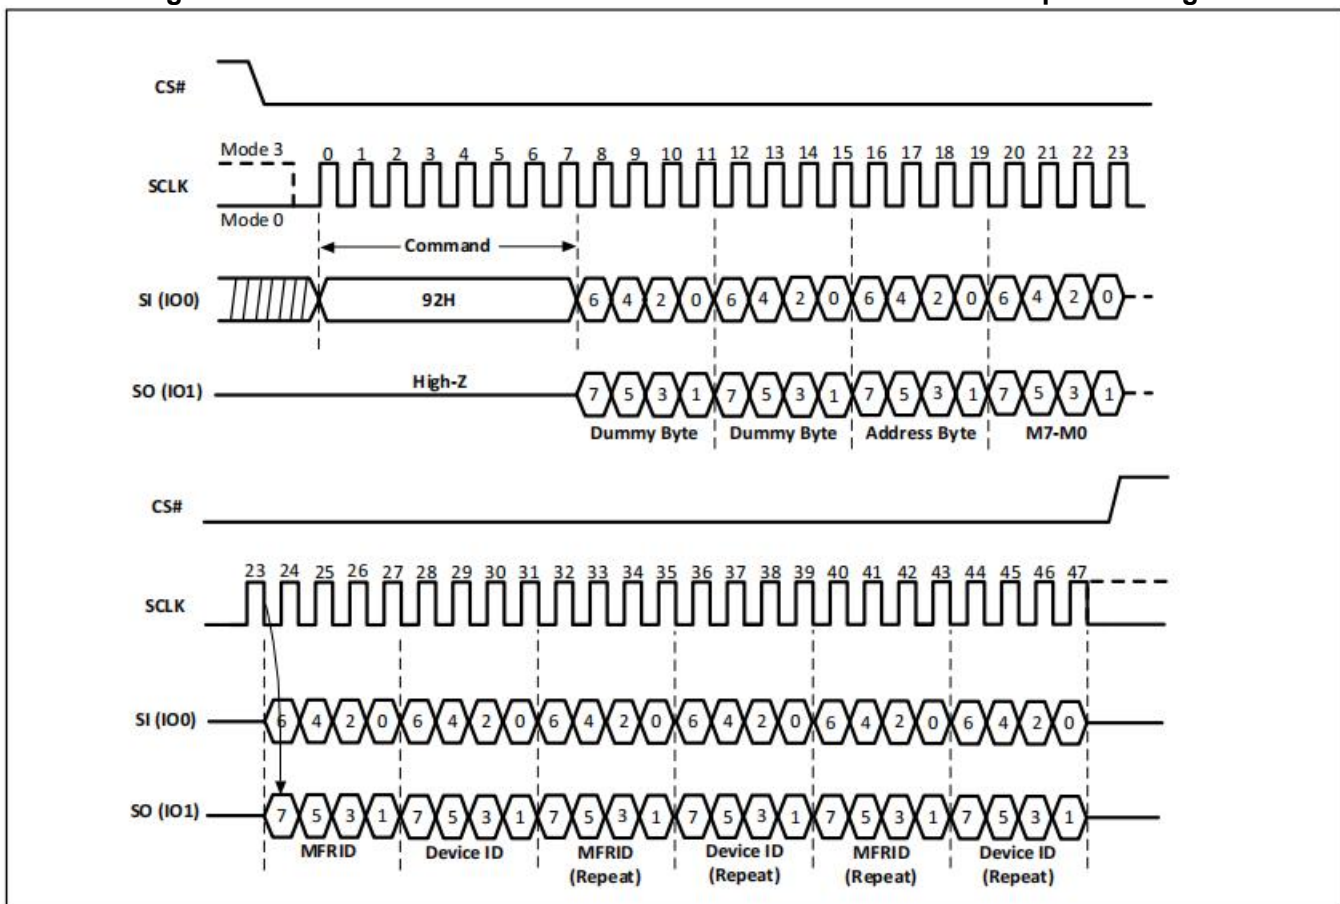 CS#
Mode 3
0 1 2 3 4 5 6 7 8 9 10 11 12 13 14 15 16 17 18 19 20 21 22 23
SCLK
Mode 0
Command
SI (IO0) 92H 6 4 2 0 6 4 2 0 6 4 2 0 6 4 2 0
High-Z
SO (IO1) 7 5 3 1 7 5 3 1 7 5 3 1 7 5 3 1
Dummy Byte Dummy Byte Address Byte M7-M0
CS#
23 24 25 26 27 28 29 30 31 32 33 34 35 36 37 38 39 40 41 42 43 44 45 46 47
SCLK
SI (IO0) 6 4 2 0 6 4 2 0 6 4 2 0 6 4 2 0 6 4 2 0 6 4 2 0
SO (IO1) 7 5 3 1 7 5 3 1 7 5 3 1 7 5 3 1 7 5 3 1 7 5 3 1
MFRID Device ID MFRID Device ID MFRID Device ID
(Repeat) (Repeat) (Repeat) (Repeat)